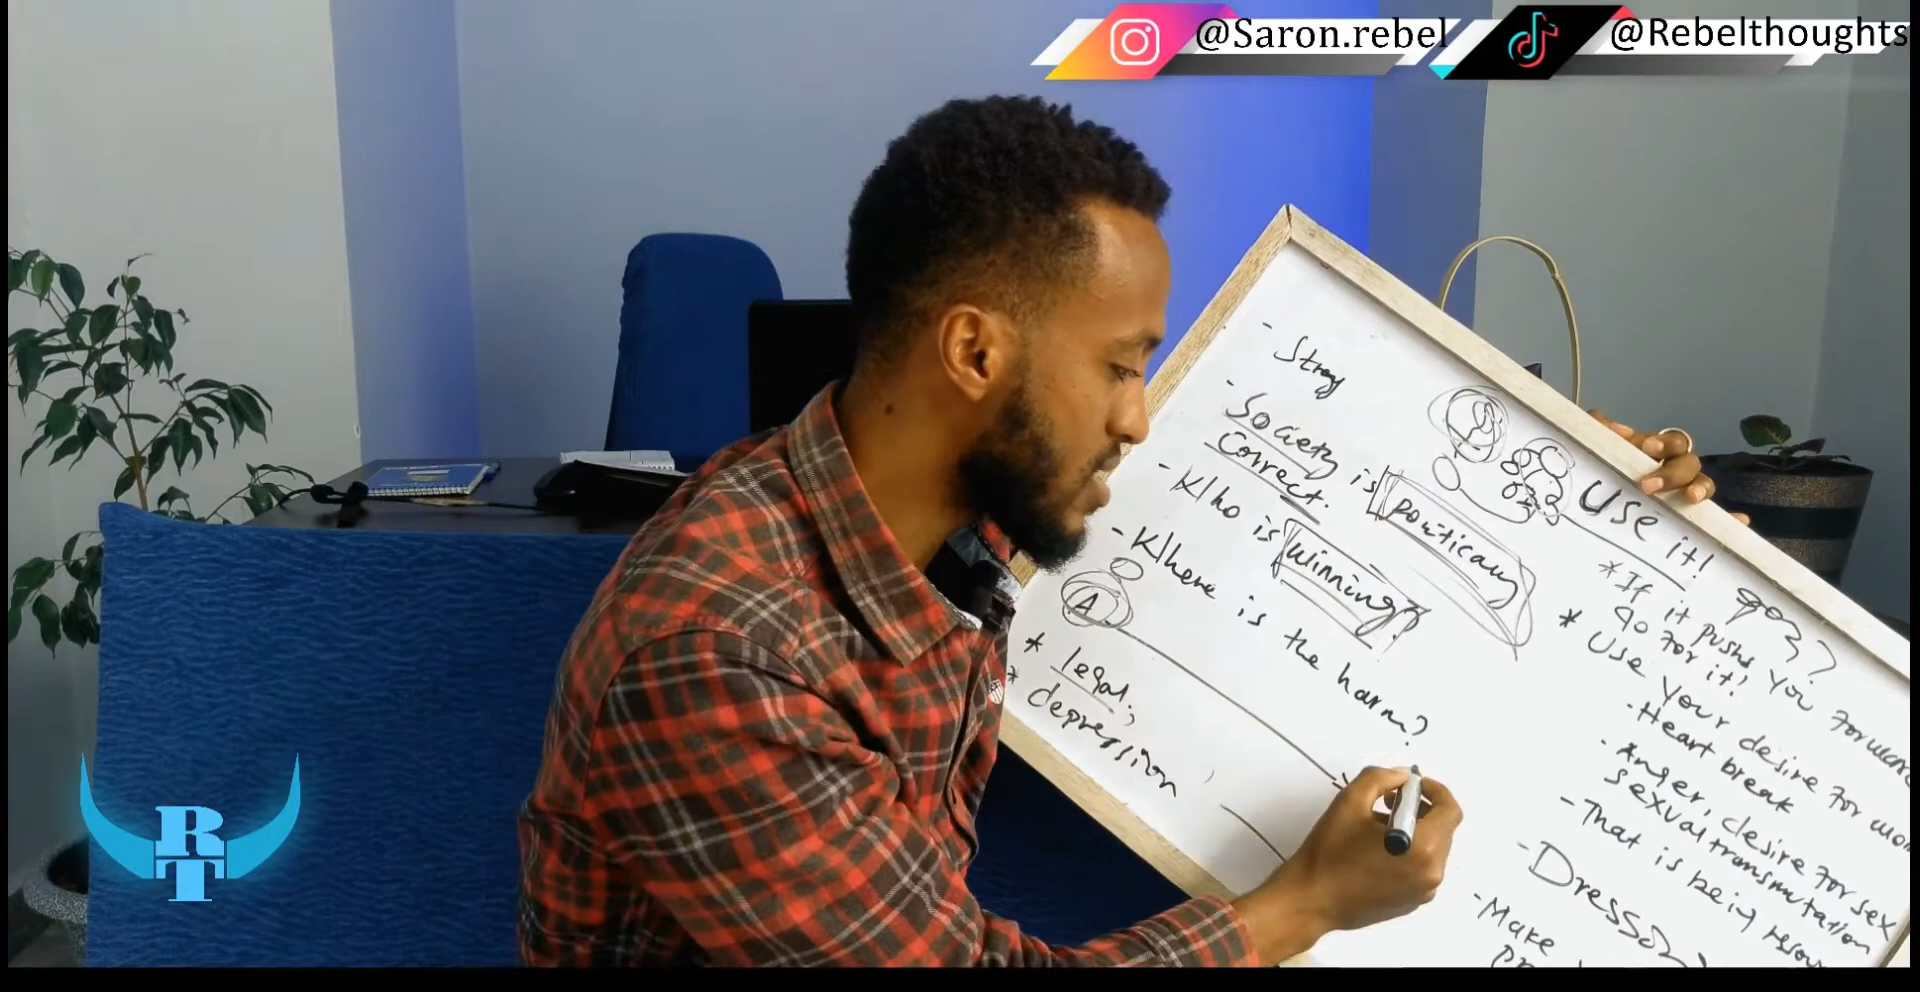 @Saron.rebel
@Rebelthoughts
- Strong
- Society is politically
Correct.
- Who is winning?
- Where is the harm?
A
* legal,
* depression
Use it!
* If it pushs you forward
go for it!
* Use your desire for
- Heart break
- Anger, desire for sex
sexual transmutation
- That is being
- Dress
- Make
RT